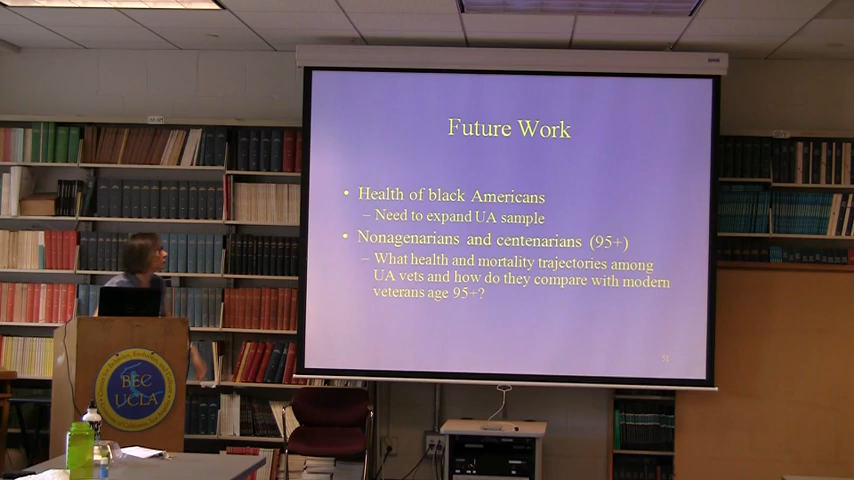 Future Work
• Health of black Americans
– Need to expand UA sample
• Nonagenarians and centenarians (95+)
– What health and mortality trajectories among
UA vets and how do they compare with modern
veterans age 95+?
51
BEC
UCLA